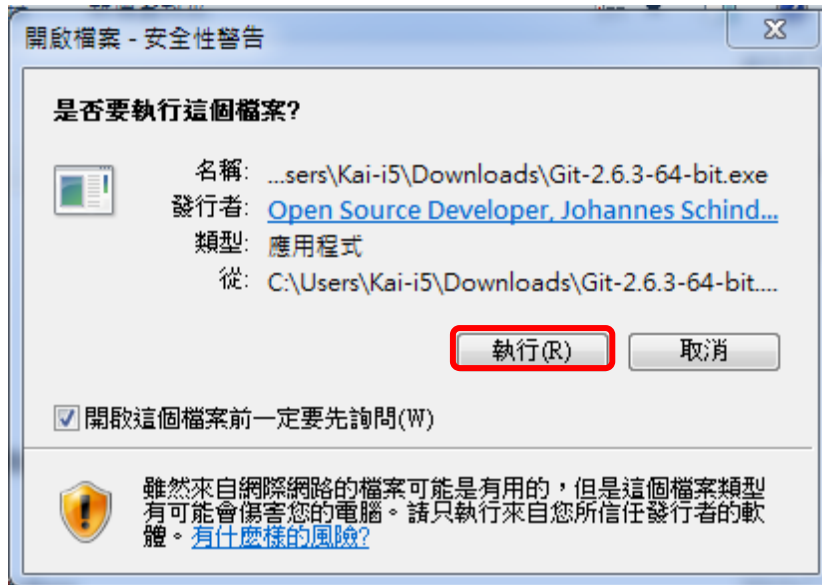 開啟檔案 - 安全性警告
是否要執行這個檔案?
名稱: ...sers\Kai-i5\Downloads\Git-2.6.3-64-bit.exe
發行者: Open Source Developer, Johannes Schind...
類型: 應用程式
從: C:\Users\Kai-i5\Downloads\Git-2.6.3-64-bit....
執行(R) 取消
開啟這個檔案前一定要先詢問(W)
雖然來自網際網路的檔案可能是有用的，但是這個檔案類型
有可能會傷害您的電腦。請只執行來自您所信任發行者的軟
體。有什麼樣的風險?